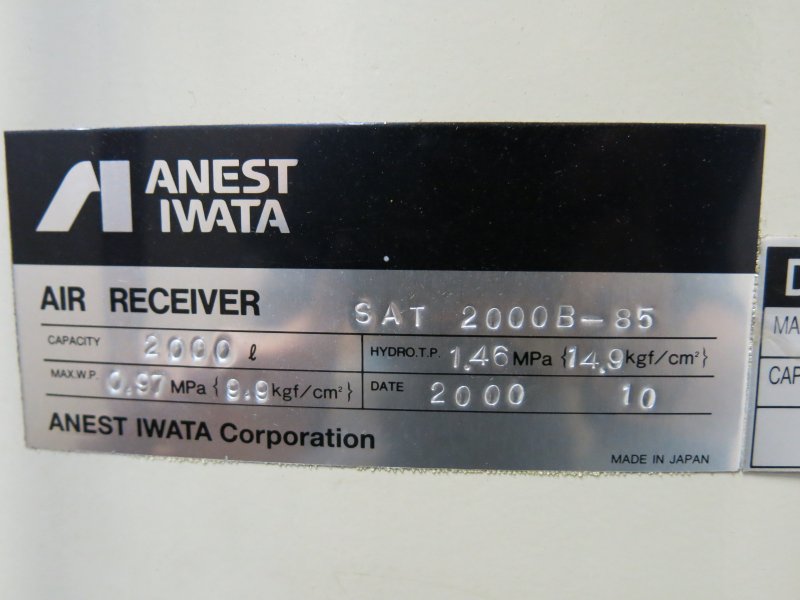 ANEST
IWATA
AIR RECEIVER SAT 2000B-85
CAPACITY 2000 ℓ HYDRO.T.P. 1.46 MPa {14.9 kgf/cm²}
MAX.W.P. 0.97 MPa {9.9 kgf/cm²} DATE 2000 10
ANEST IWATA Corporation
MADE IN JAPAN
D
MA
CAP